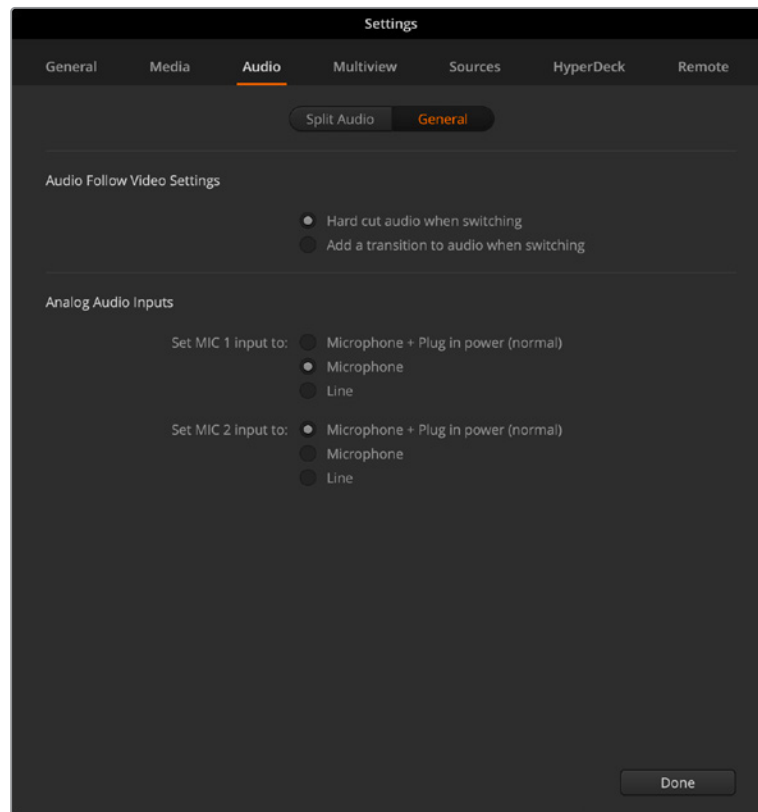 Settings
General Media Audio Multiview Sources HyperDeck Remote
Split Audio General
Audio Follow Video Settings
Hard cut audio when switching
Add a transition to audio when switching
Analog Audio Inputs
Set MIC 1 input to: Microphone + Plug in power (normal)
Microphone
Line
Set MIC 2 input to: Microphone + Plug in power (normal)
Microphone
Line
Done